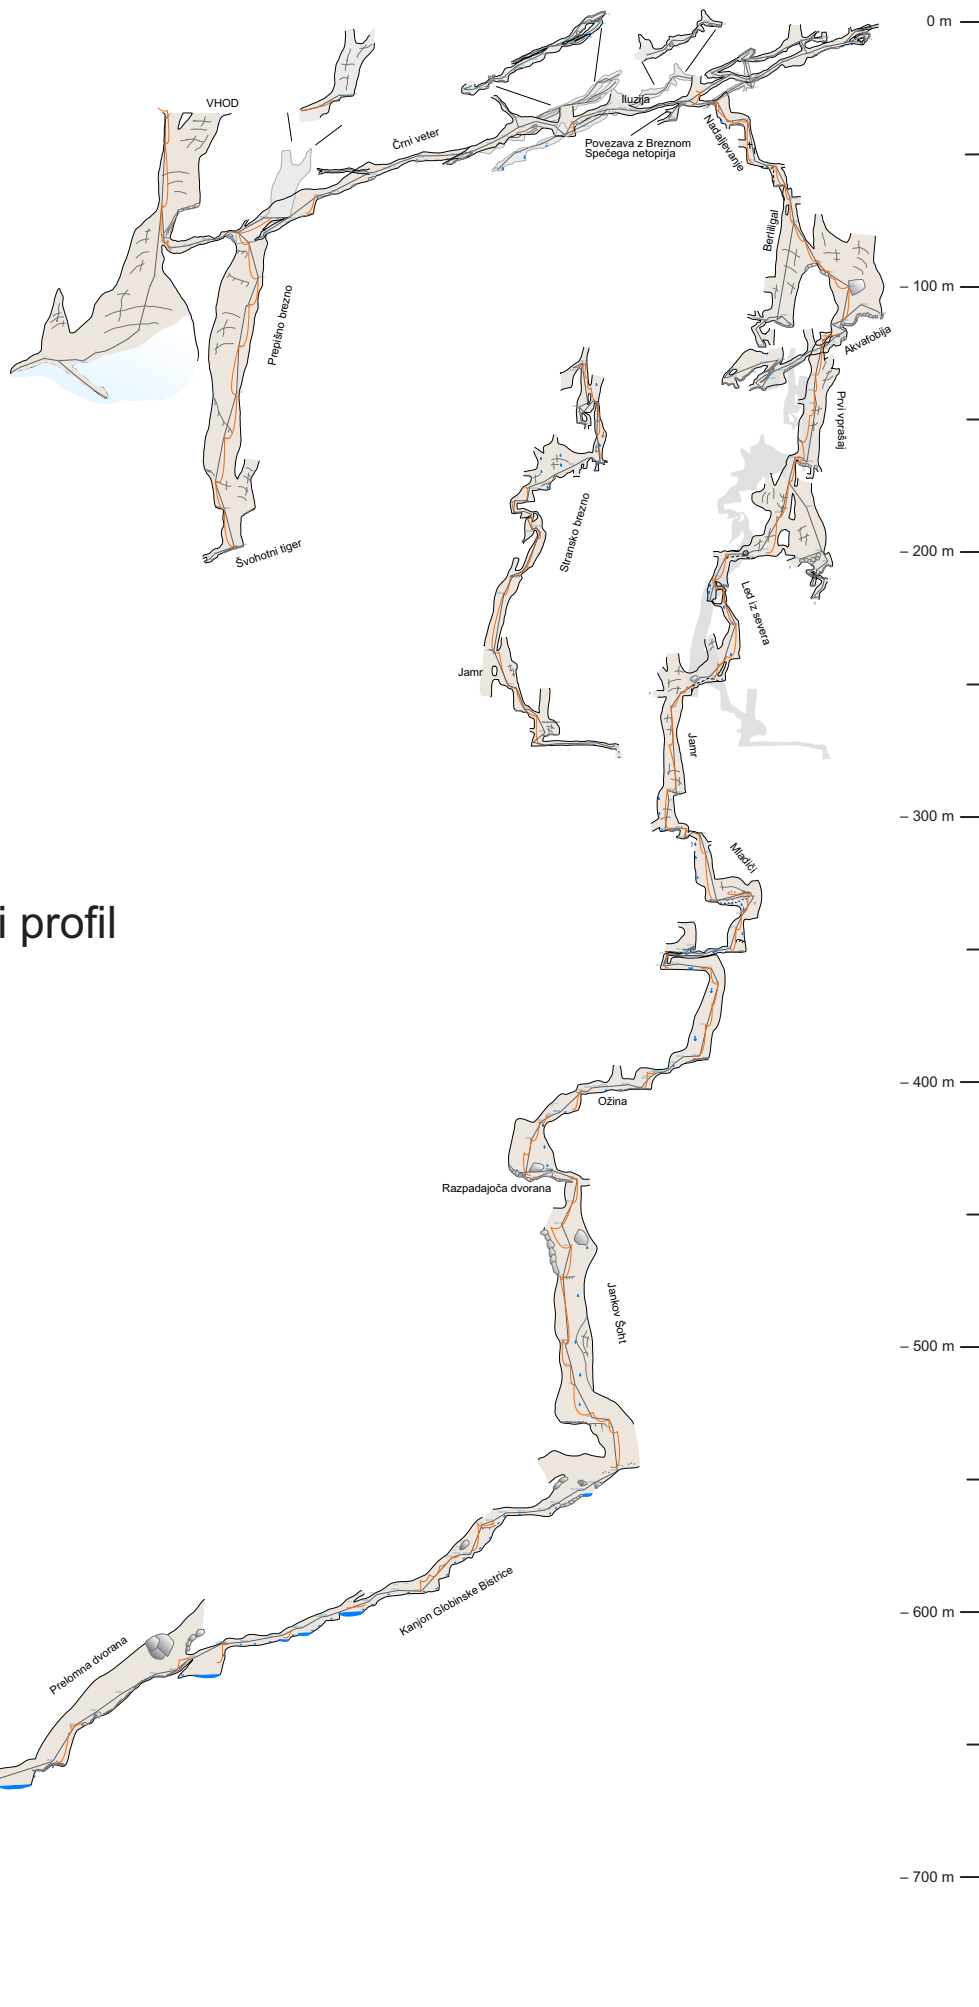 0 m
VHOD
Črni veter
Iluzija
Povezava z Breznom
Spečega netopirja
Nadaljevanje
Beriligal
– 100 m
Prepišno brezno
Akvafobija
Prvi vprašaj
Stransko brezno
Švohotni tiger
– 200 m
Led iz severa
Jamr
Jamr
– 300 m
Mladiči
i profil
– 400 m
Ožina
Razpadajoča dvorana
Jankov Šoht
– 500 m
Kanjon Globinske Bistrice
– 600 m
Prelomna dvorana
– 700 m